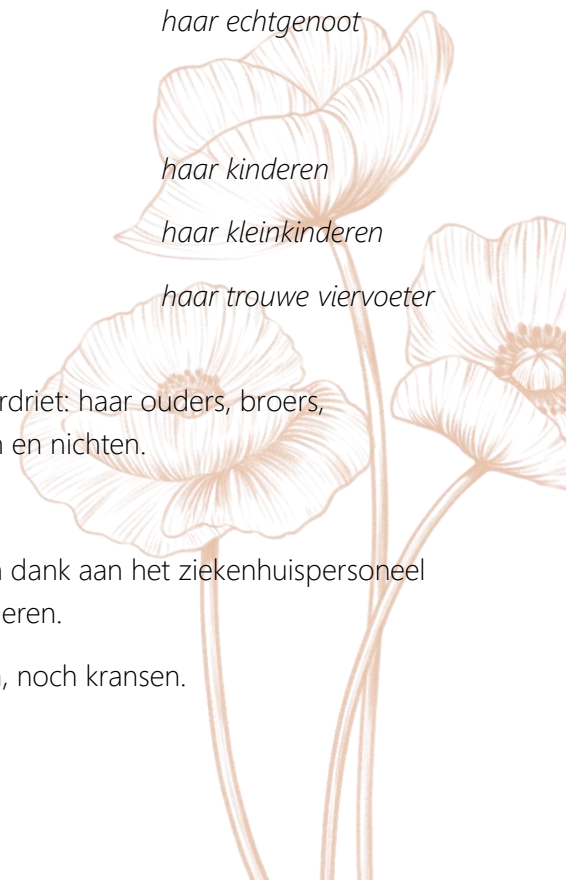 haar echtgenoot
haar kinderen
haar kleinkinderen
haar trouwe viervoeter
rdriet: haar ouders, broers,
en nichten.
dank aan het ziekenhuispersoneel
eren.
, noch kransen.